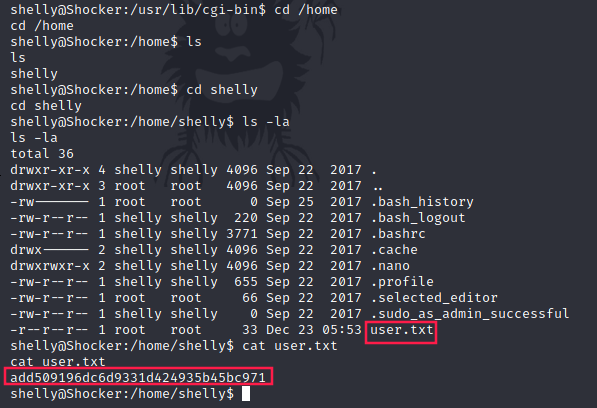 shelly@Shocker:/usr/lib/cgi-bin$ cd /home
cd /home
shelly@Shocker:/home$ ls
ls
shelly
shelly@Shocker:/home$ cd shelly
cd shelly
shelly@Shocker:/home/shelly$ ls -la
ls -la
total 36
drwxr-xr-x 4 shelly shelly 4096 Sep 22  2017 .
drwxr-xr-x 3 root   root   4096 Sep 22  2017 ..
-rw------- 1 root   root      0 Sep 25  2017 .bash_history
-rw-r--r-- 1 shelly shelly  220 Sep 22  2017 .bash_logout
-rw-r--r-- 1 shelly shelly 3771 Sep 22  2017 .bashrc
drwx------ 2 shelly shelly 4096 Sep 22  2017 .cache
drwxrwxr-x 2 shelly shelly 4096 Sep 22  2017 .nano
-rw-r--r-- 1 shelly shelly  655 Sep 22  2017 .profile
-rw-r--r-- 1 root   root     66 Sep 22  2017 .selected_editor
-rw-r--r-- 1 shelly shelly    0 Sep 22  2017 .sudo_as_admin_successful
-r--r--r-- 1 root   root     33 Dec 23 05:53 user.txt
shelly@Shocker:/home/shelly$ cat user.txt
cat user.txt
add509196dc6d9331d424935b45bc971
shelly@Shocker:/home/shelly$